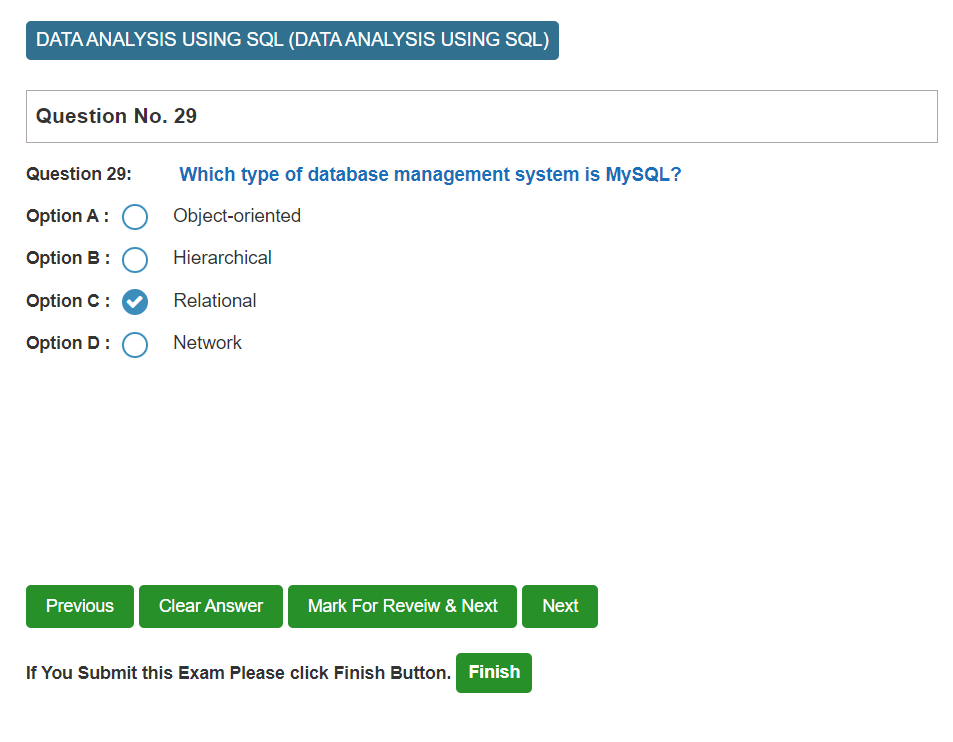 DATA ANALYSIS USING SQL (DATA ANALYSIS USING SQL)
Question No. 29
Question 29: Which type of database management system is MySQL?
Option A : Object-oriented
Option B : Hierarchical
Option C : Relational
Option D : Network
Previous Clear Answer Mark For Reveiw & Next Next
If You Submit this Exam Please click Finish Button. Finish